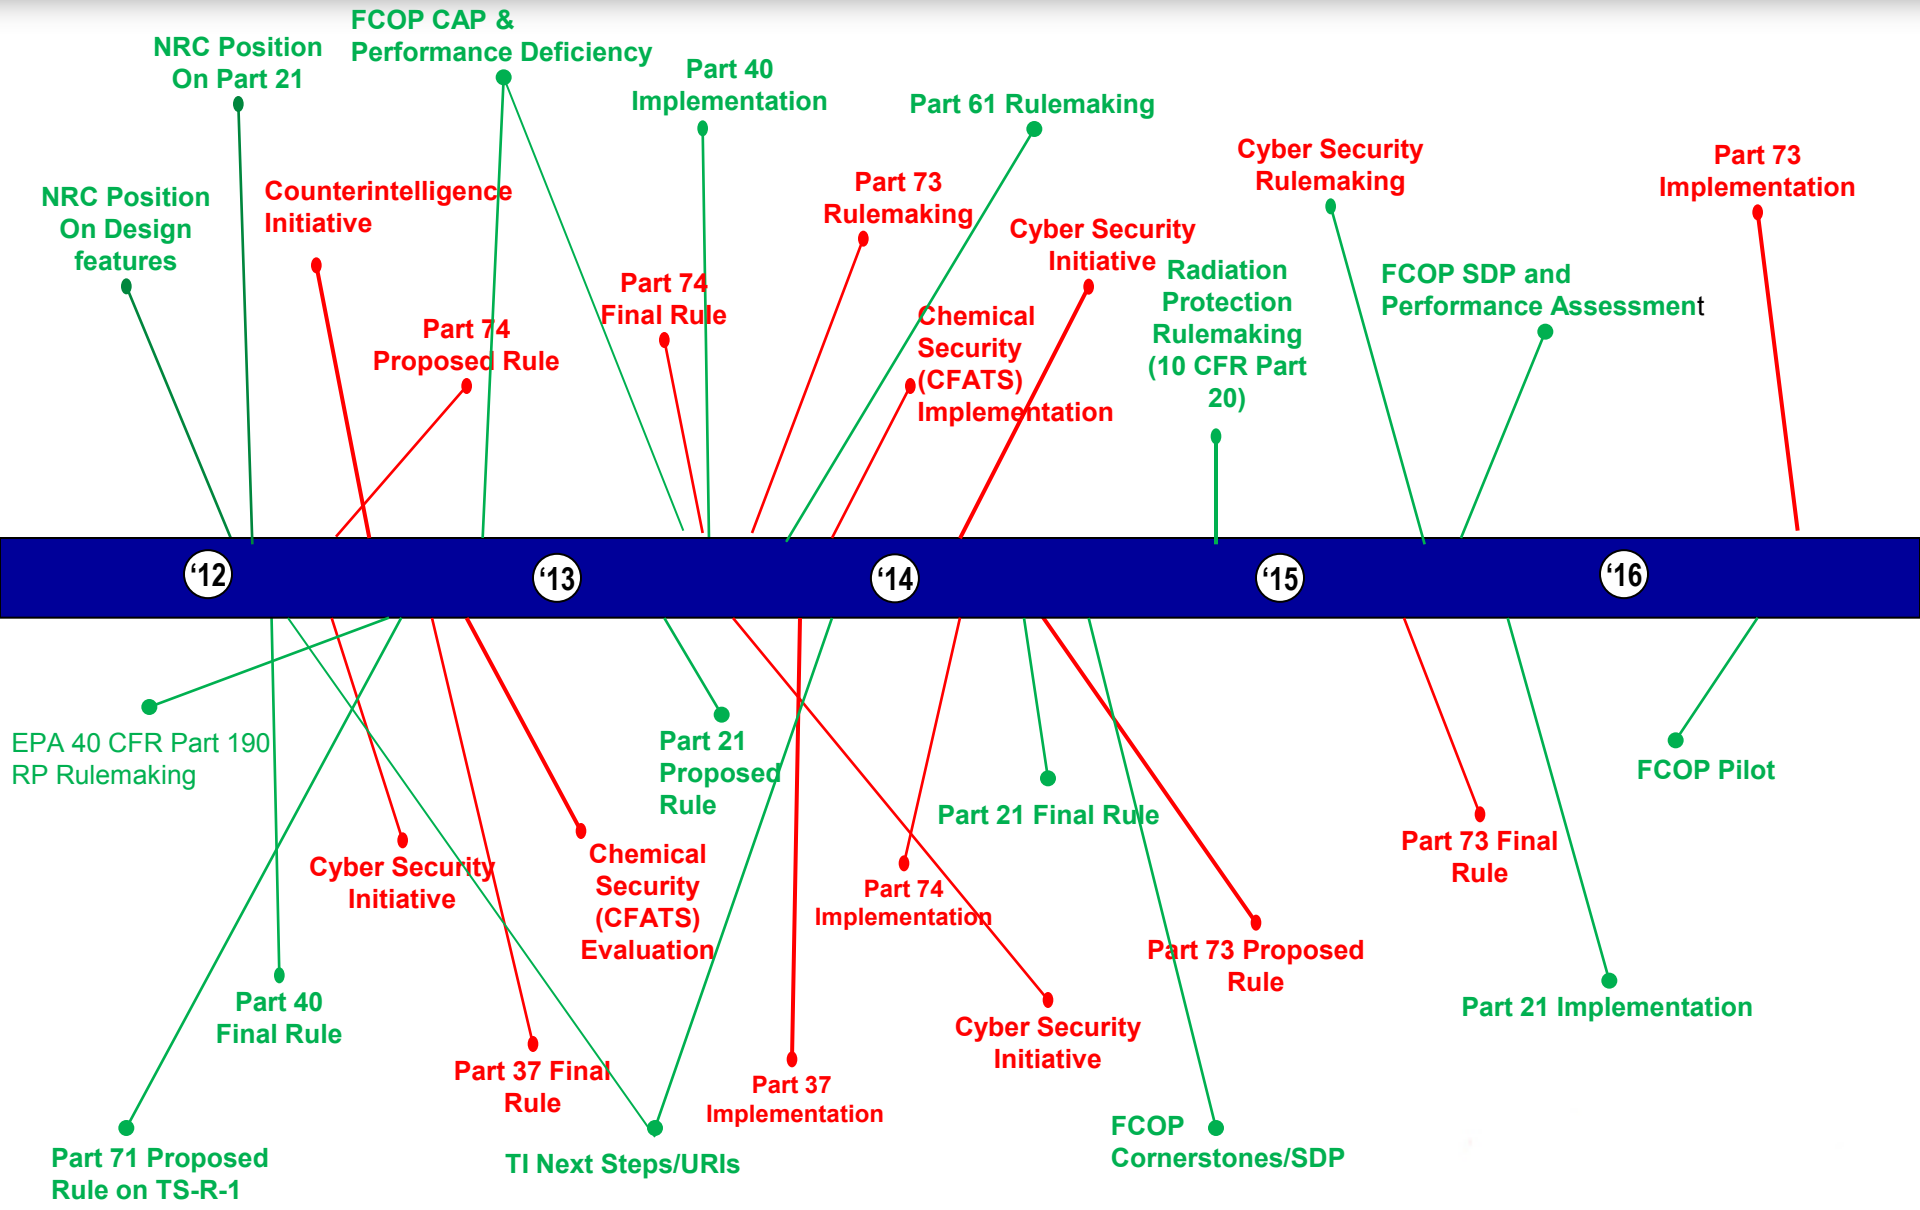 FCOP CAP &
Performance Deficiency
NRC Position
On Part 21
Part 40
Implementation
Part 61 Rulemaking
Cyber Security
Rulemaking
Part 73
Implementation
NRC Position
On Design
features
Counterintelligence
Initiative
Part 73
Rulemaking
Cyber Security
Initiative
Radiation
Protection
Rulemaking
(10 CFR Part
20)
FCOP SDP and
Performance Assessment
Part 74
Final Rule
Part 74
Proposed Rule
Chemical
Security
(CFATS)
Implementation
‘12
‘13
‘14
‘15
‘16
EPA 40 CFR Part 190
RP Rulemaking
Part 21
Proposed
Rule
FCOP Pilot
Part 21 Final Rule
Part 73 Final
Rule
Cyber Security
Initiative
Chemical
Security
(CFATS)
Evaluation
Part 74
Implementation
Part 73 Proposed
Rule
Part 40
Final Rule
Part 21 Implementation
Cyber Security
Initiative
Part 37 Final
Rule
Part 37
Implementation
FCOP
Cornerstones/SDP
Part 71 Proposed
Rule on TS-R-1
TI Next Steps/URIs